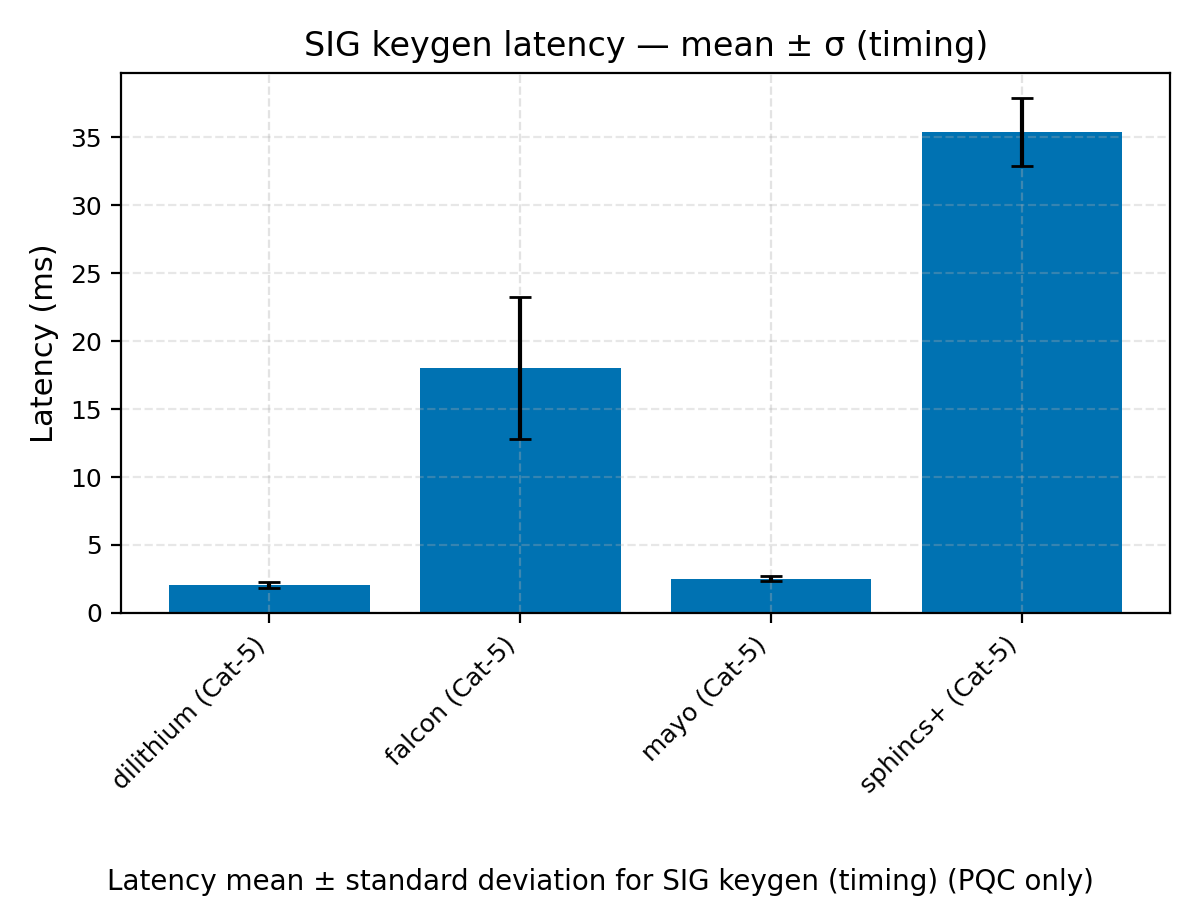 SIG keygen latency — mean ± σ (timing)
Latency (ms)
35
30
25
20
15
10
5
0
dilithium (Cat-5)
falcon (Cat-5)
mayo (Cat-5)
sphincs+ (Cat-5)
Latency mean ± standard deviation for SIG keygen (timing) (PQC only)